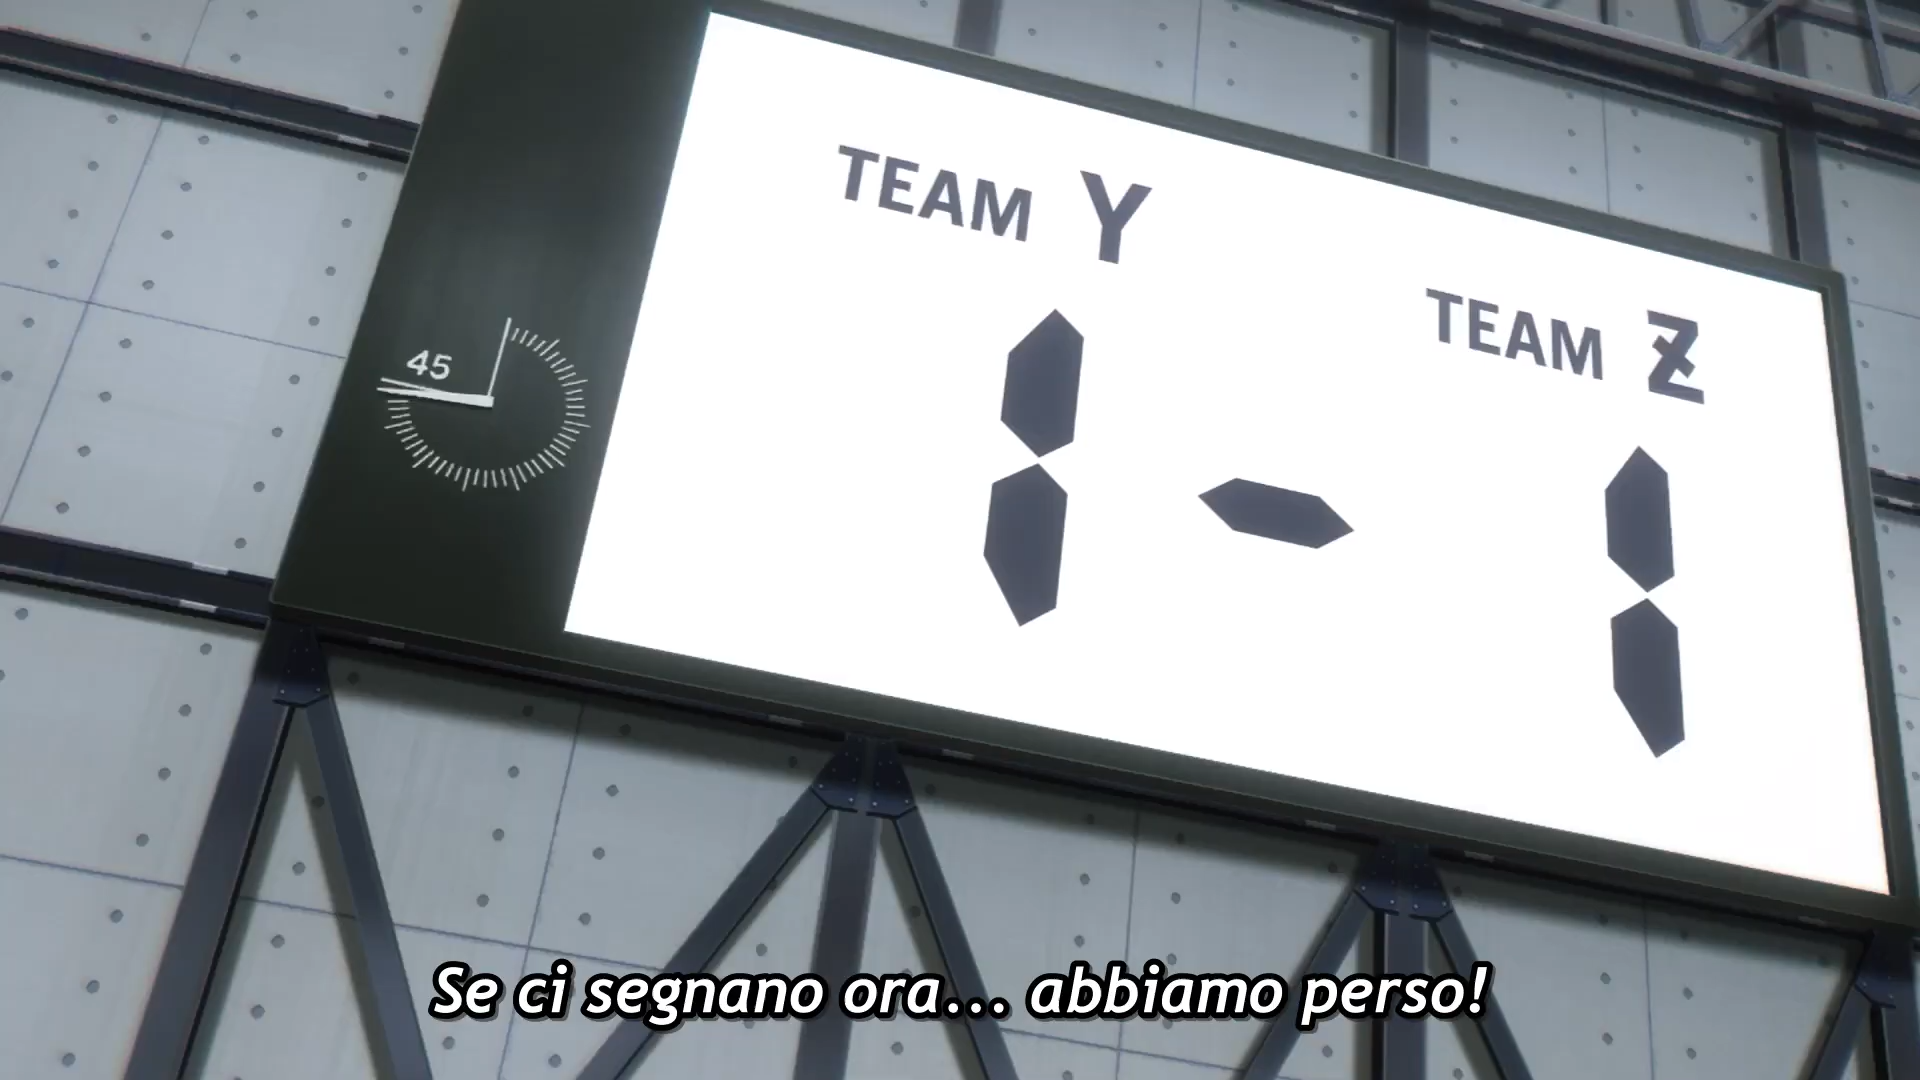 TEAM Y
TEAM Z
45
1 - 1
Se ci segnano ora... abbiamo perso!